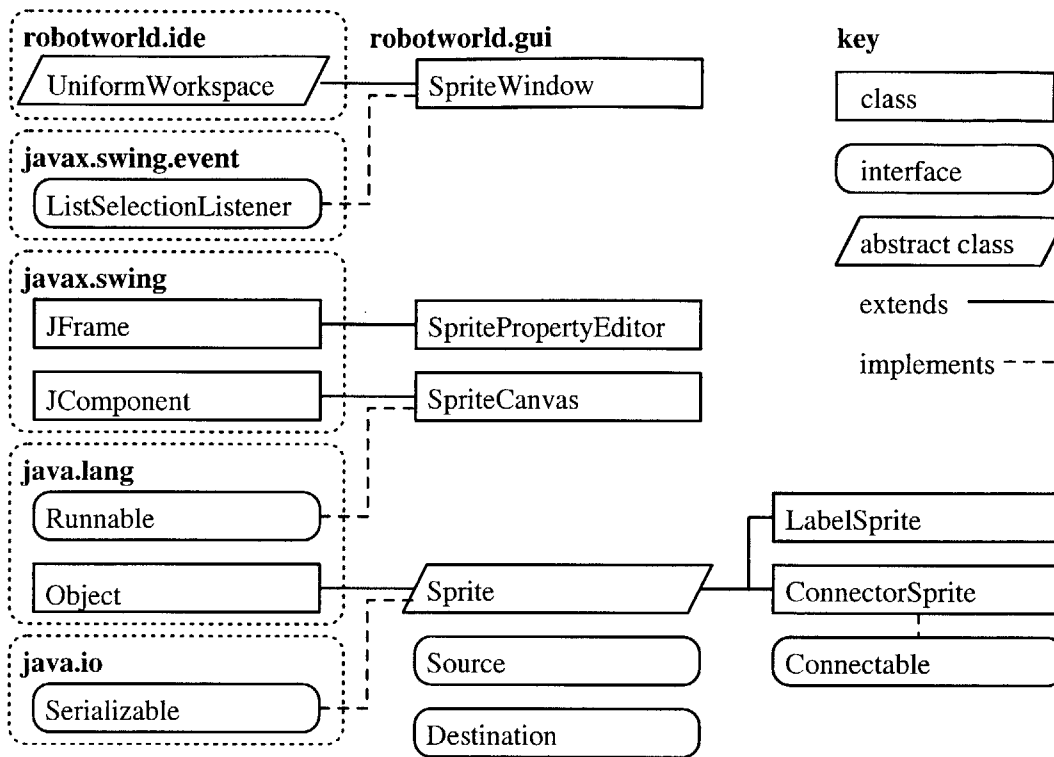 robotworld.ide
UniformWorkspace
javax.swing.event
ListSelectionListener
javax.swing
JFrame
JComponent
java.lang
Runnable
Object
java.io
Serializable
robotworld.gui
SpriteWindow
SpritePropertyEditor
SpriteCanvas
Sprite
Source
Destination
LabelSprite
ConnectorSprite
Connectable
key
class
interface
abstract class
extends
implements